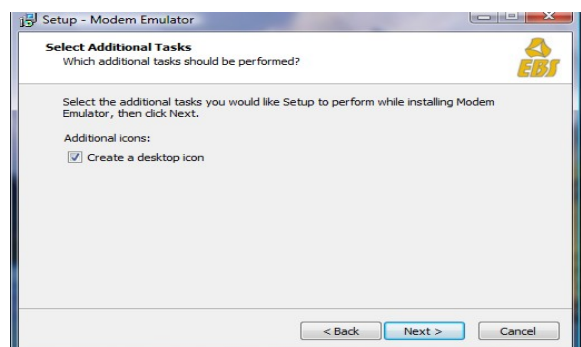 Setup - Modem Emulator
Select Additional Tasks
Which additional tasks should be performed?
EBS
Select the additional tasks you would like Setup to perform while installing Modem
Emulator, then click Next.
Additional icons:
Create a desktop icon
< Back
Next >
Cancel